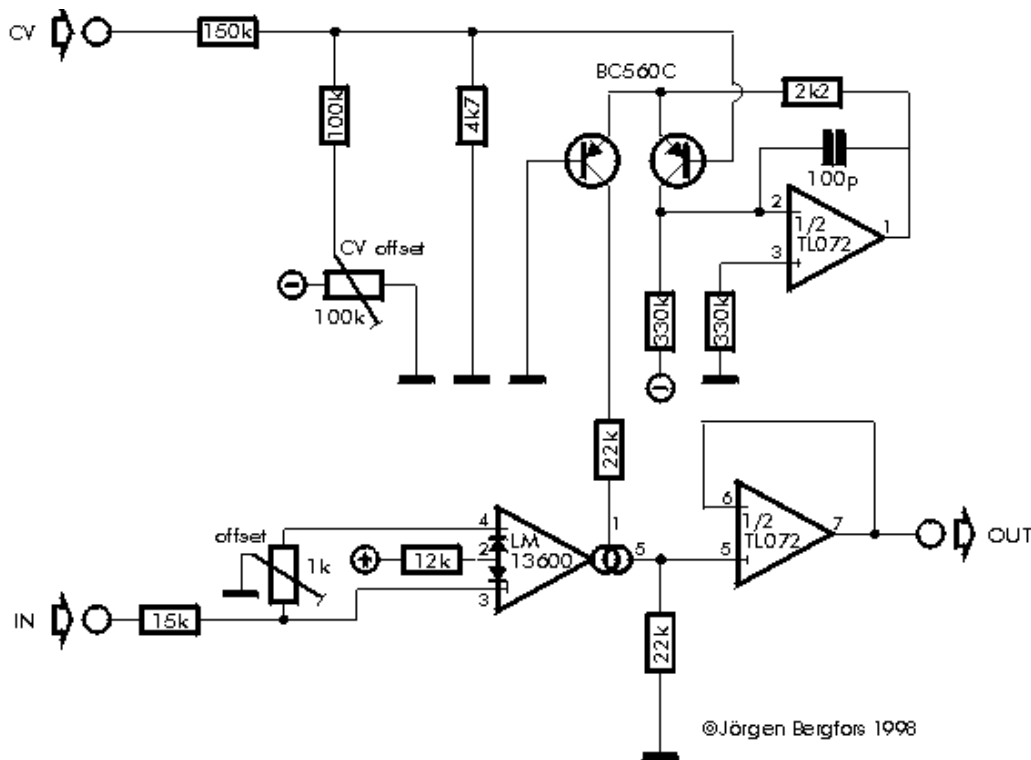 CV
150k
BC560C
2k2
100k
4k7
100p
2
1/2
TL072
1
3
CV offset
100k
330k
330k
22k
offset
1k
4
2
3
12k
LM
13600
1
5
6
5
1/2
TL072
7
OUT
IN
15k
22k
©Jörgen Bergfors 1998